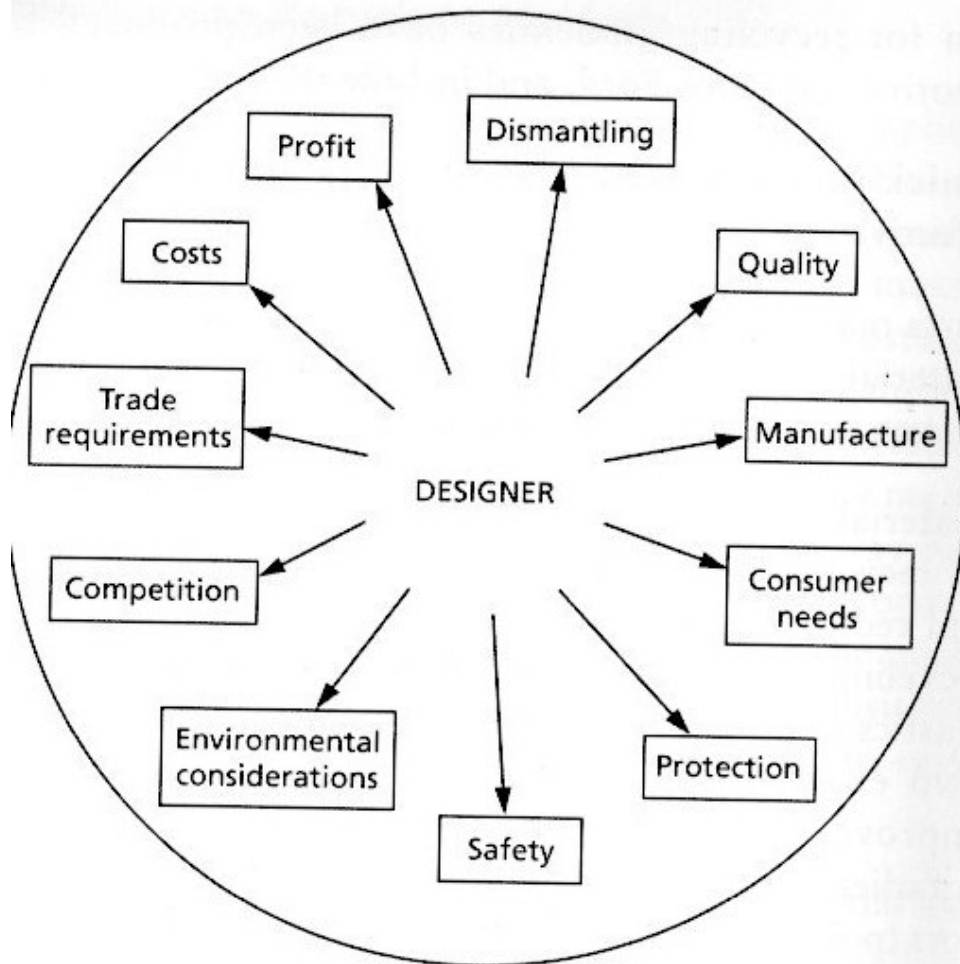 Profit
Dismantling
Costs
Quality
Trade
requirements
Manufacture
DESIGNER
Competition
Consumer
needs
Environmental
considerations
Protection
Safety